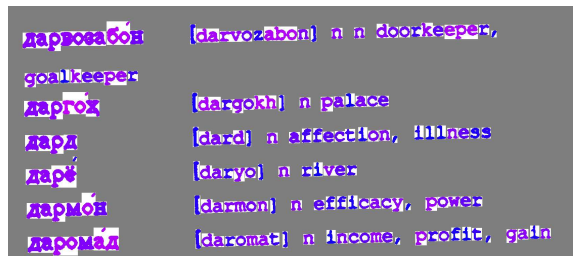 дарвозабо́н [darvozabon] n n doorkeeper,
goalkeeper
дарго́ҳ [dargokh] n palace
дард [dard] n affection, illness
дарё́ [daryo] n river
дармо́н [darmon] n efficacy, power
дарома́д [daromat] n income, profit, gain